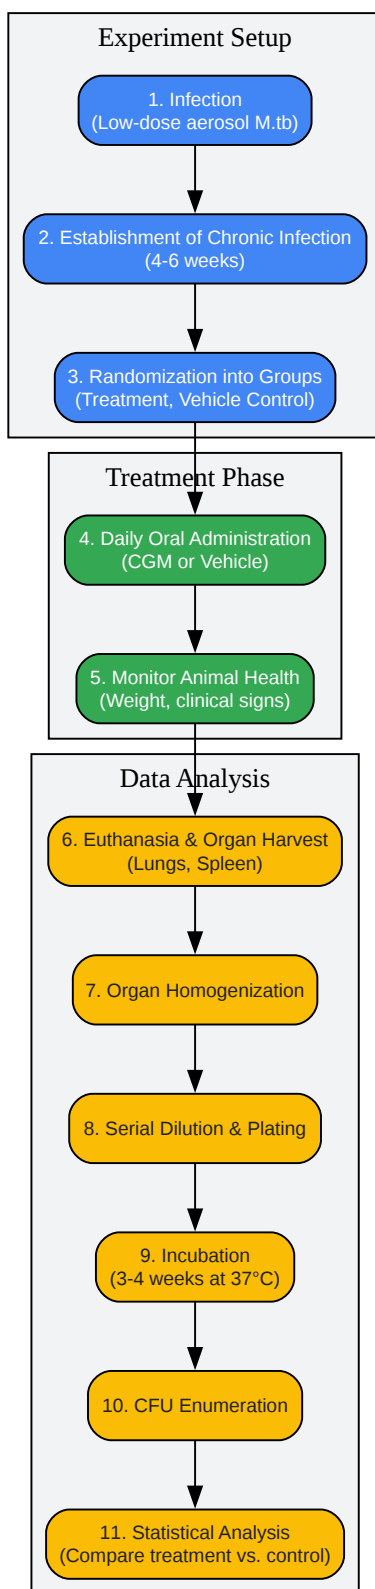 Experiment Setup
1. Infection
(Low-dose aerosol M.tb)
2. Establishment of Chronic Infection
(4-6 weeks)
3. Randomization into Groups
(Treatment, Vehicle Control)
Treatment Phase
4. Daily Oral Administration
(CGM or Vehicle)
5. Monitor Animal Health
(Weight, clinical signs)
Data Analysis
6. Euthanasia & Organ Harvest
(Lungs, Spleen)
7. Organ Homogenization
8. Serial Dilution & Plating
9. Incubation
(3-4 weeks at 37°C)
10. CFU Enumeration
11. Statistical Analysis
(Compare treatment vs. control)